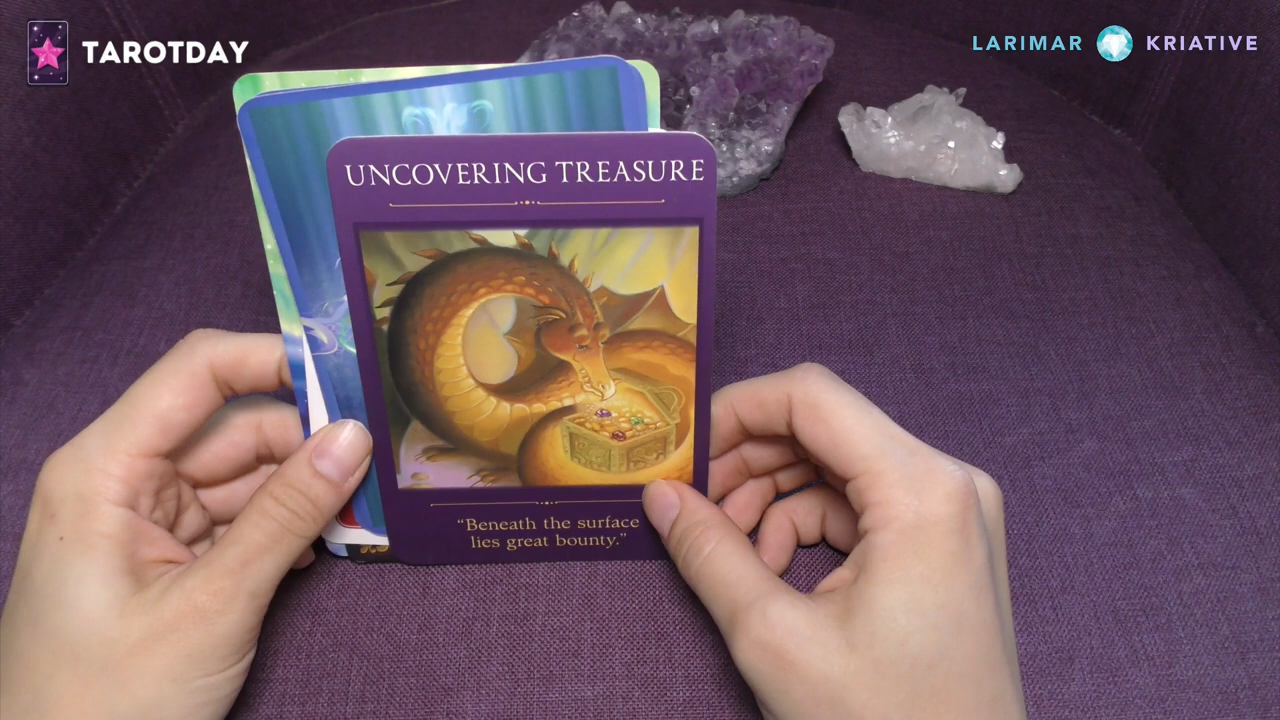 TAROTDAY
LARIMAR KRIATIVE
UNCOVERING TREASURE
“Beneath the surface
lies great bounty.”